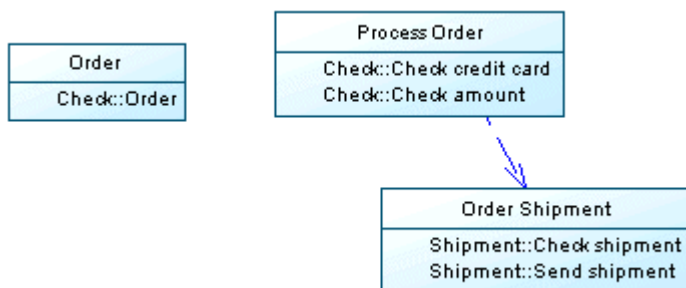 Order
Check::Order
Process Order
Check::Check credit card
Check::Check amount
Order Shipment
Shipment::Check shipment
Shipment::Send shipment